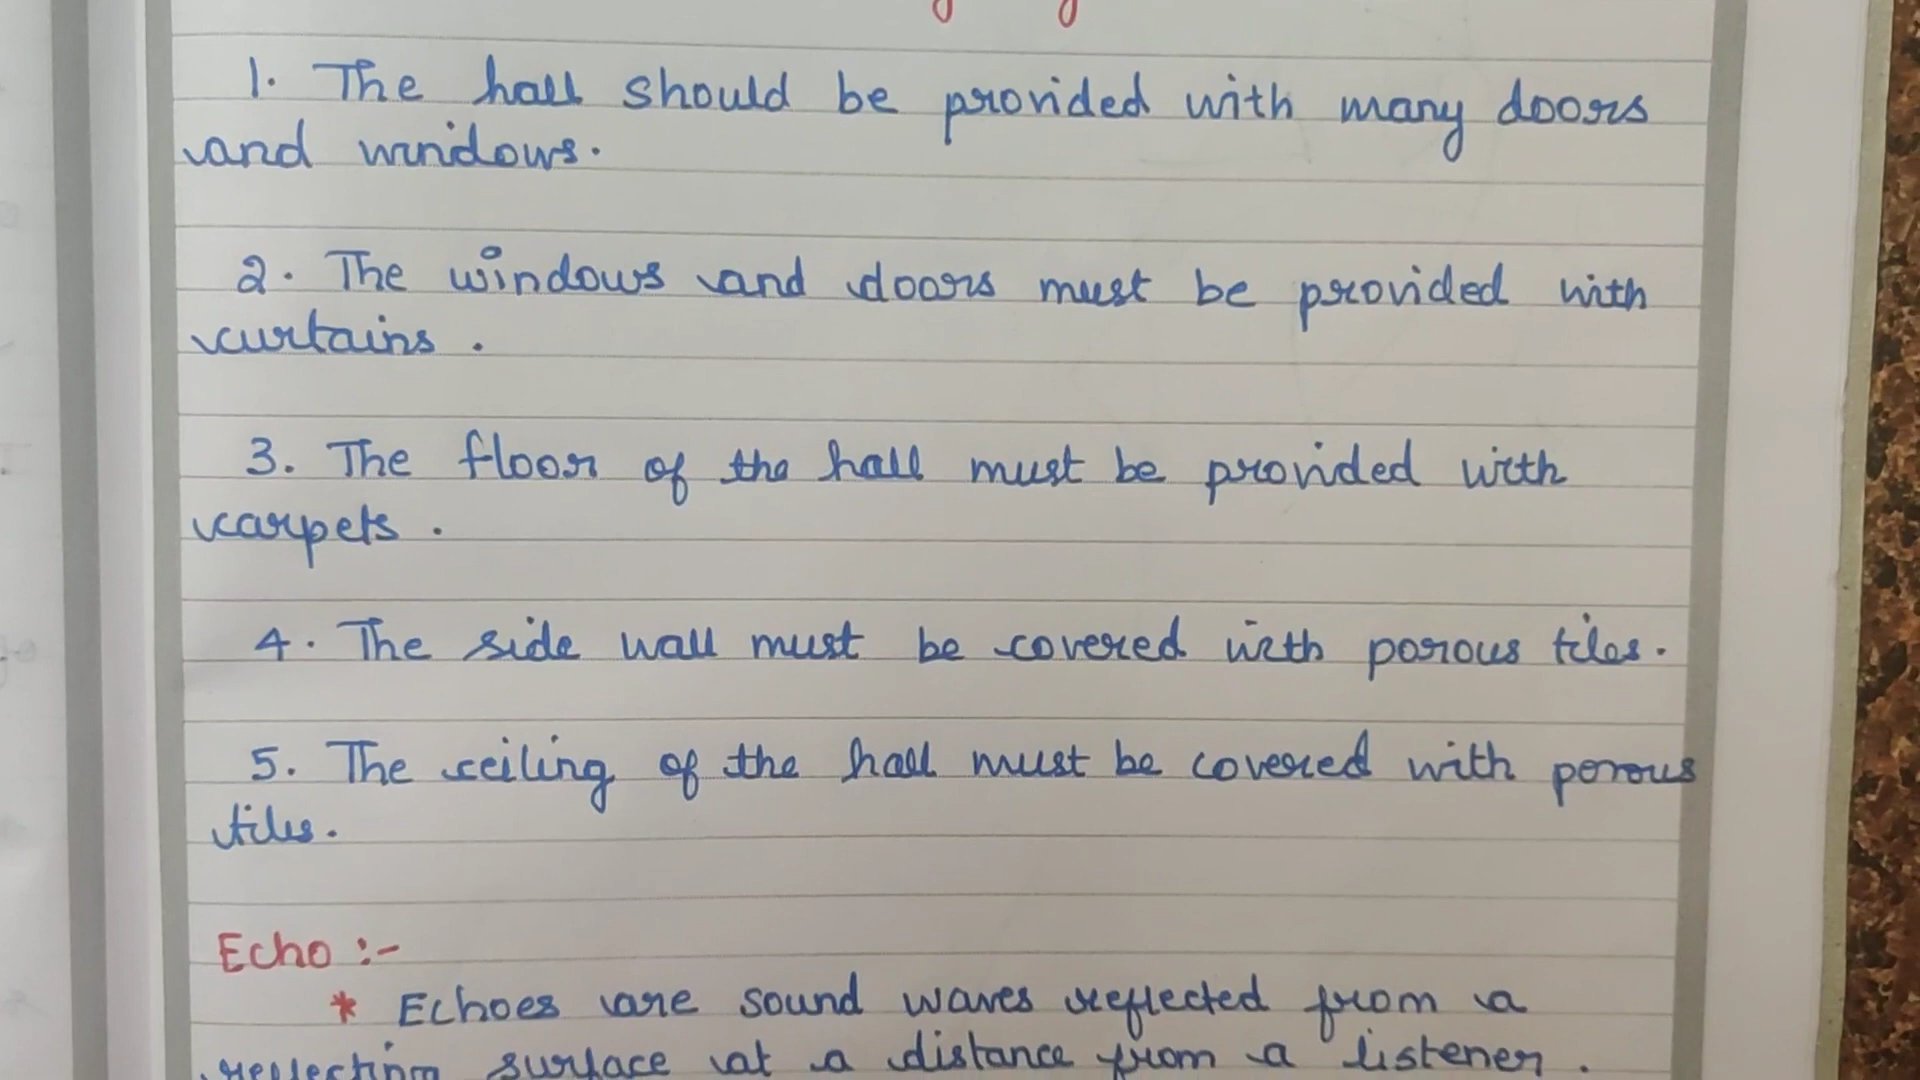 1. The hall should be provided with many doors
and windows.
2. The windows and doors must be provided with
curtains.
3. The floor of the hall must be provided with
carpets.
4. The side wall must be covered with porous tiles.
5. The ceiling of the hall must be covered with porous
tiles.
Echo :-
* Echoes are sound waves reflected from a
reflecting surface at a distance from a listener.